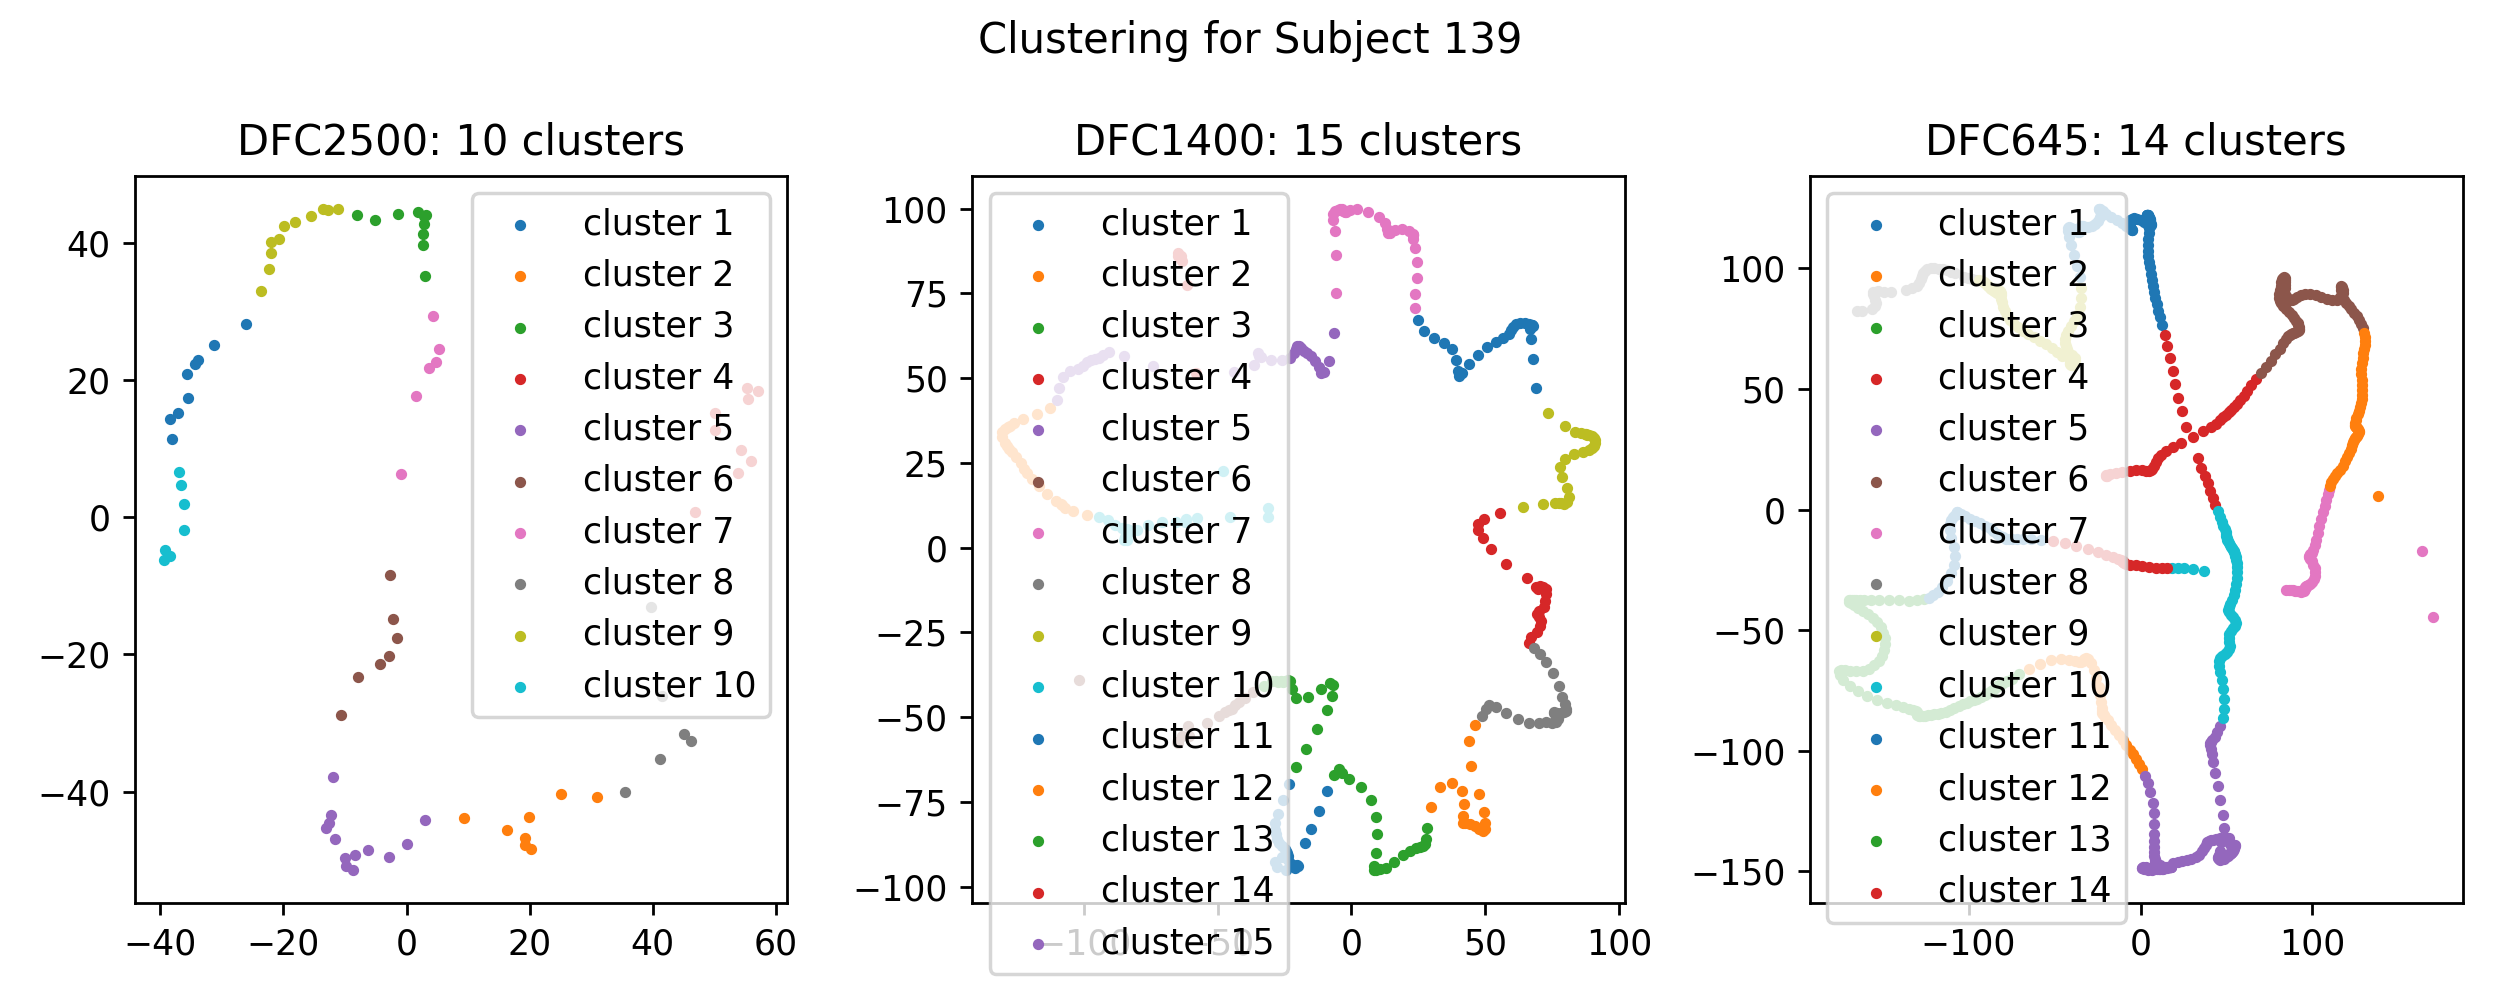 Clustering for Subject 139
DFC2500: 10 clusters
40
20
0
−20
−40
−40
−20
0
20
40
60
cluster 1
cluster 2
cluster 3
cluster 4
cluster 5
cluster 6
cluster 7
cluster 8
cluster 9
cluster 10
DFC1400: 15 clusters
100
75
50
25
0
−25
−50
−75
−100
−100
−50
0
50
100
cluster 1
cluster 2
cluster 3
cluster 4
cluster 5
cluster 6
cluster 7
cluster 8
cluster 9
cluster 10
cluster 11
cluster 12
cluster 13
cluster 14
cluster 15
DFC645: 14 clusters
100
50
0
−50
−100
−150
−100
0
100
cluster 1
cluster 2
cluster 3
cluster 4
cluster 5
cluster 6
cluster 7
cluster 8
cluster 9
cluster 10
cluster 11
cluster 12
cluster 13
cluster 14